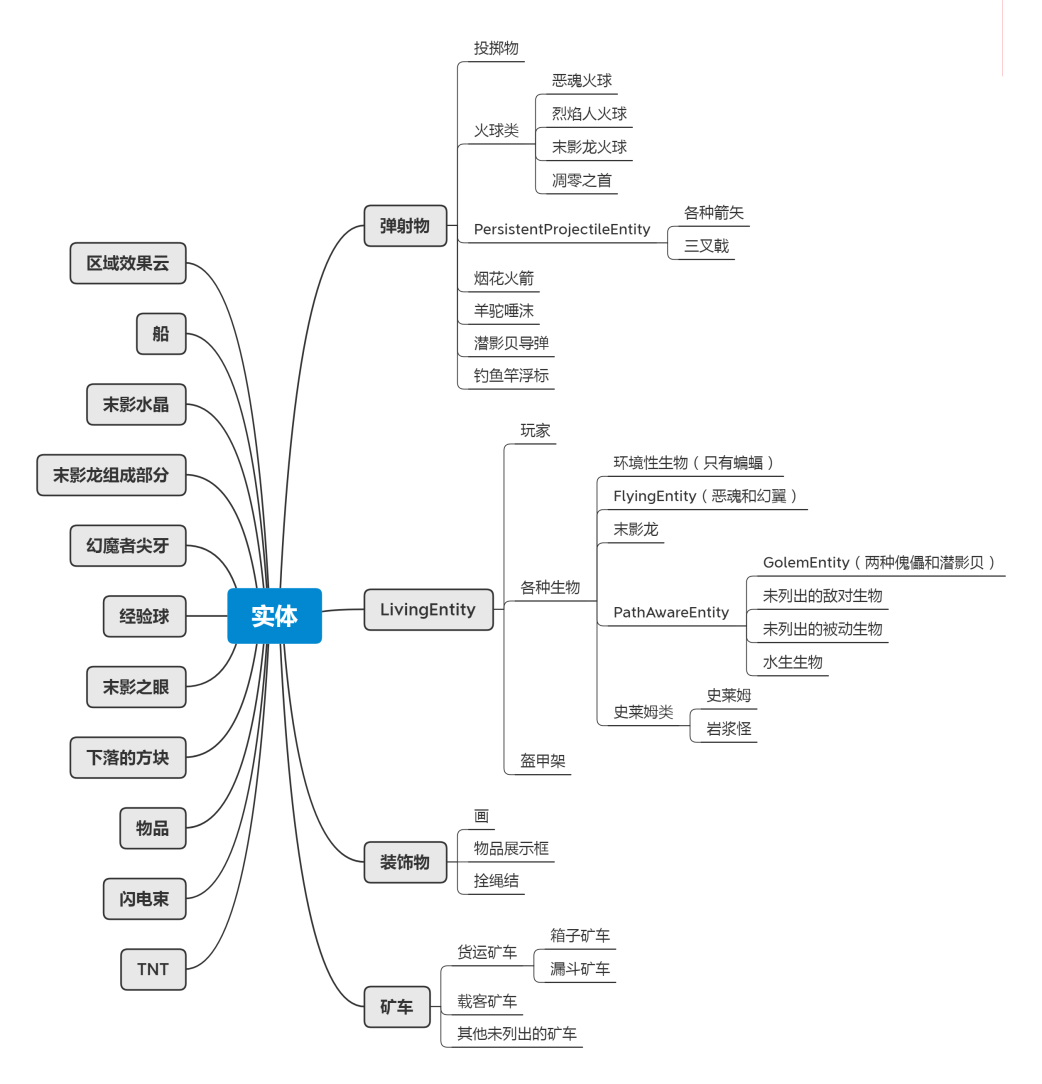 实体
弹射物
投掷物
火球类
恶魂火球
烈焰人火球
末影龙火球
凋零之首
PersistentProjectileEntity
各种箭矢
三叉戟
烟花火箭
羊驼唾沫
潜影贝导弹
钓鱼竿浮标
LivingEntity
玩家
各种生物
环境性生物（只有蝙蝠）
FlyingEntity（恶魂和幻翼）
末影龙
PathAwareEntity
GolemEntity（两种傀儡和潜影贝）
未列出的敌对生物
未列出的被动生物
水生生物
史莱姆类
史莱姆
岩浆怪
盔甲架
装饰物
画
物品展示框
拴绳结
矿车
货运矿车
箱子矿车
漏斗矿车
载客矿车
其他未列出的矿车
区域效果云
船
末影水晶
末影龙组成部分
幻魔者尖牙
经验球
末影之眼
下落的方块
物品
闪电束
TNT